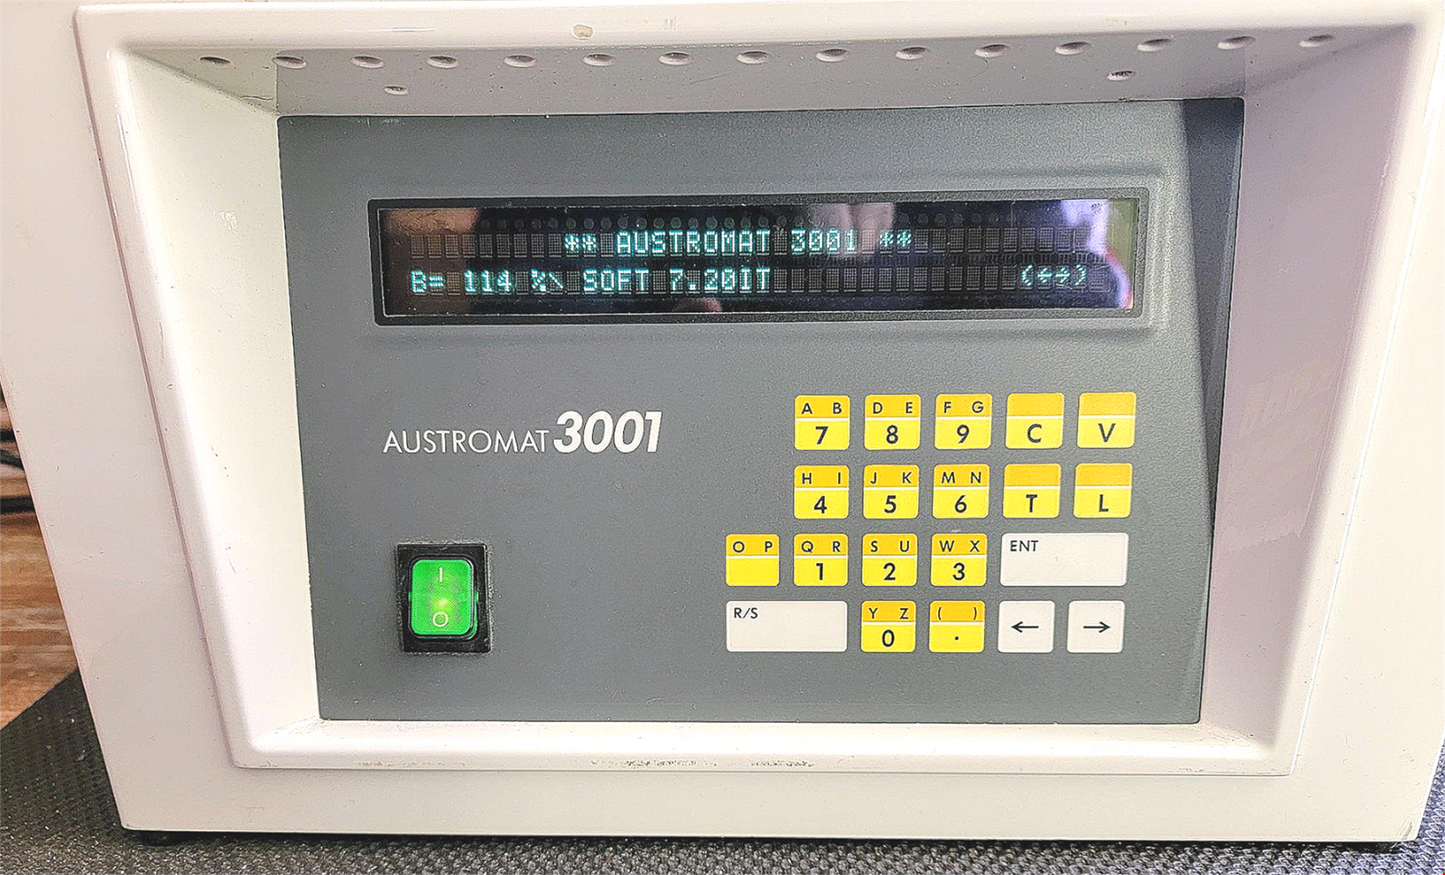 ** AUSTROMAT 3001 **
B= 114 %\ SOFT 7.20IT (←→)
AUSTROMAT 3001
A B D E F G
7 8 9 C V
H I J K M N
4 5 6 T L
O P Q R S U W X ENT
1 2 3
R/S Y Z ( ) ← →
0 .
I
O